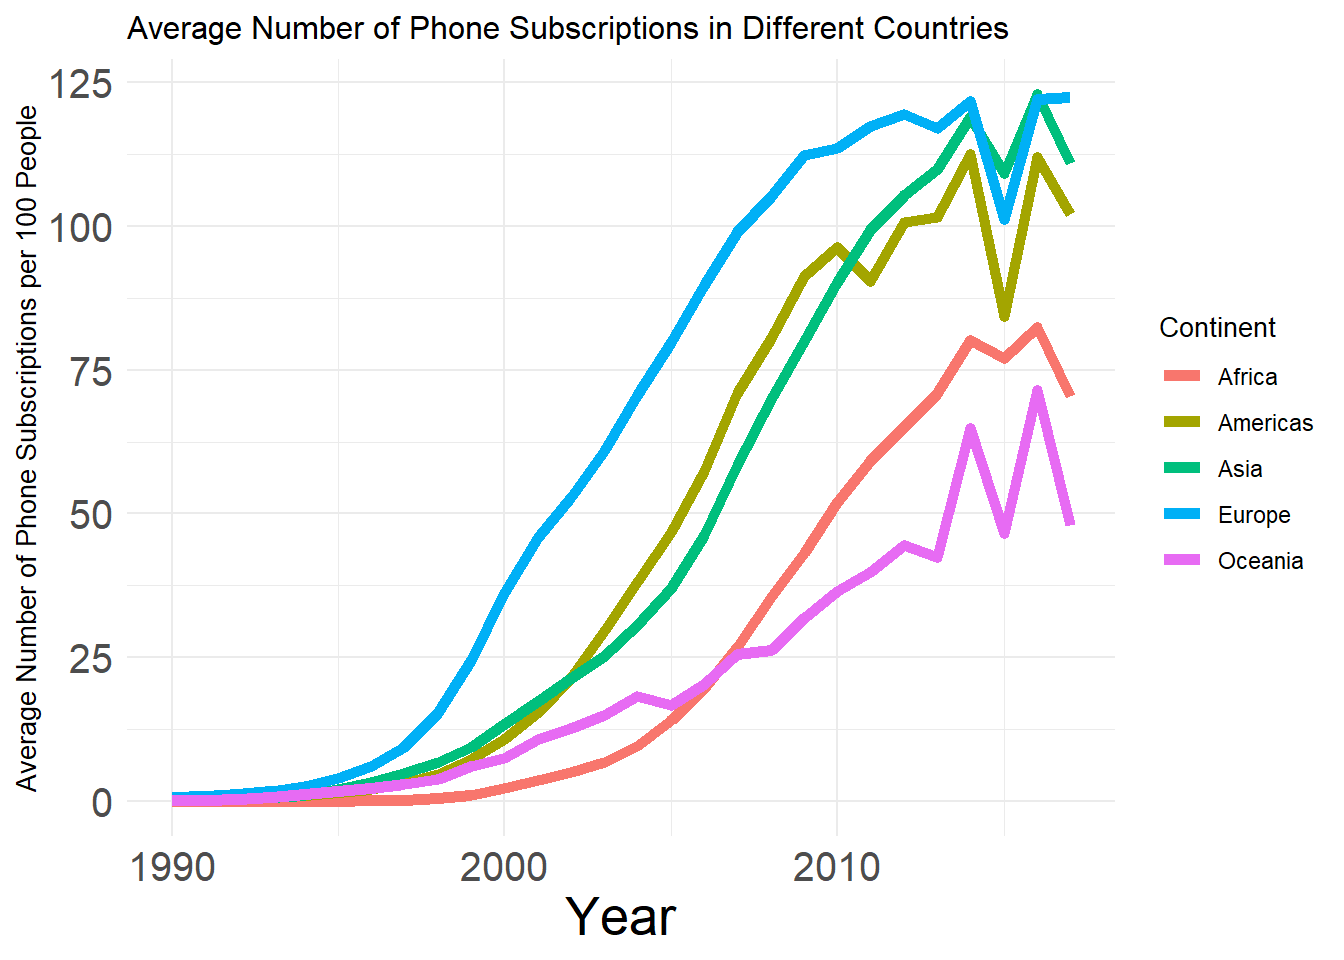 Average Number of Phone Subscriptions in Different Countries
Average Number of Phone Subscriptions per 100 People
125
100
75
50
25
0
1990
2000
2010
Year
Continent
Africa
Americas
Asia
Europe
Oceania